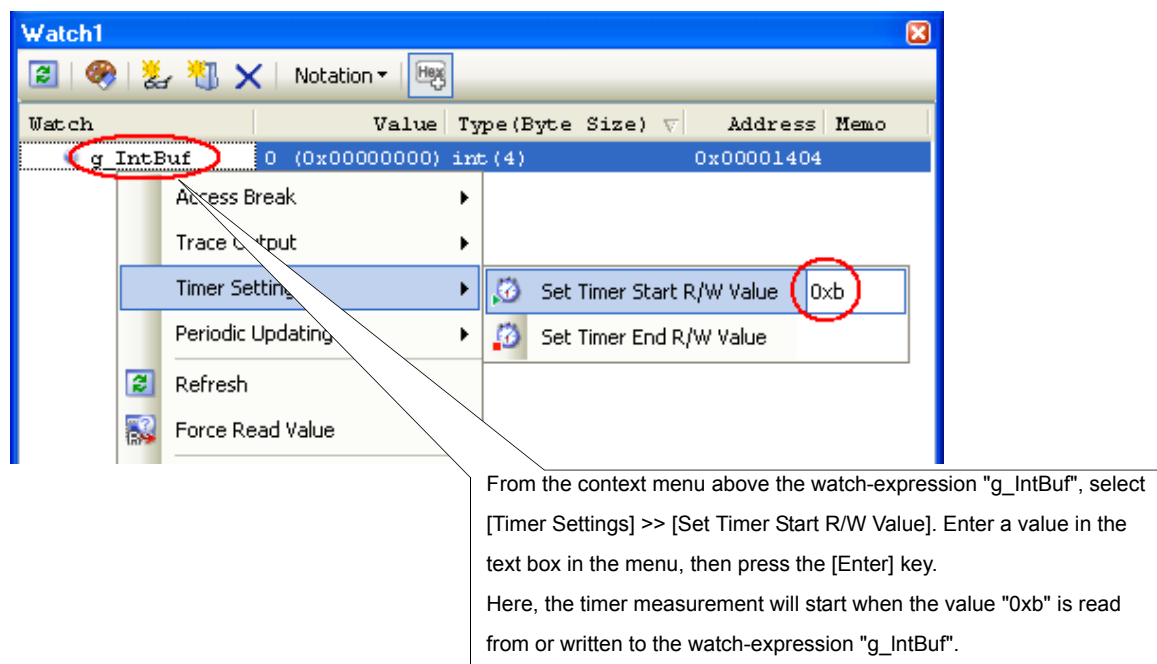 Watch1
Notation
Hex
Watch Value Type(Byte Size) Address Memo
g_IntBuf 0 (0x00000000) int(4) 0x00001404
Access Break
Trace Output
Timer Setting
Set Timer Start R/W Value 0xb
Periodic Updating
Set Timer End R/W Value
Refresh
Force Read Value
From the context menu above the watch-expression "g_IntBuf", select
[Timer Settings] >> [Set Timer Start R/W Value]. Enter a value in the
text box in the menu, then press the [Enter] key.
Here, the timer measurement will start when the value "0xb" is read
from or written to the watch-expression "g_IntBuf".